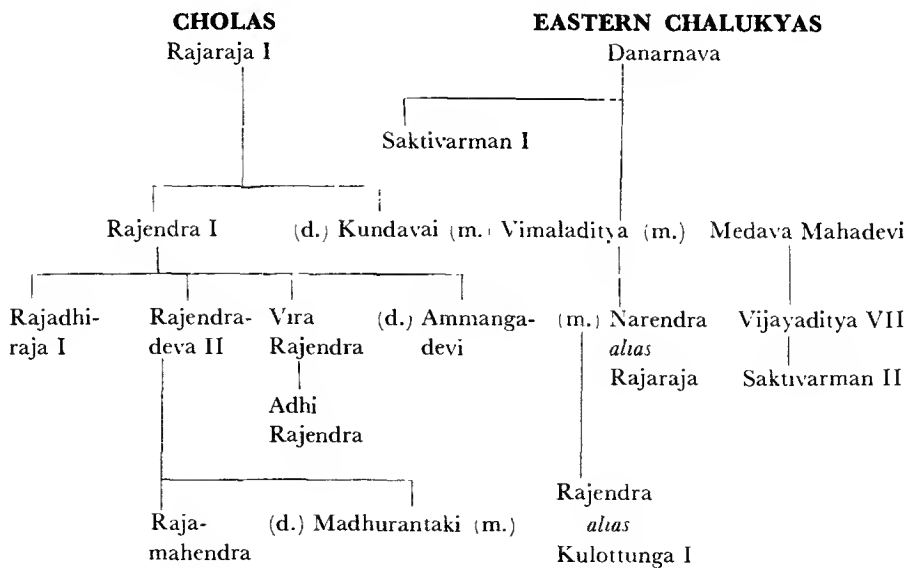 CHOLAS EASTERN CHALUKYAS
Rajaraja I Danarnava
Saktivarman I
Rajendra I (d.) Kundavai (m.) Vimaladitya (m.) Medava Mahadevi
Rajadhi- Rajendra- Vira (d.) Ammanga- (m.) Narendra Vijayaditya VII
raja I deva II Rajendra devi alias
Rajaraja Saktivarman II
Adhi
Rajendra
Rajendra
Raja- (d.) Madhurantaki (m.) alias
mahendra Kulottunga I